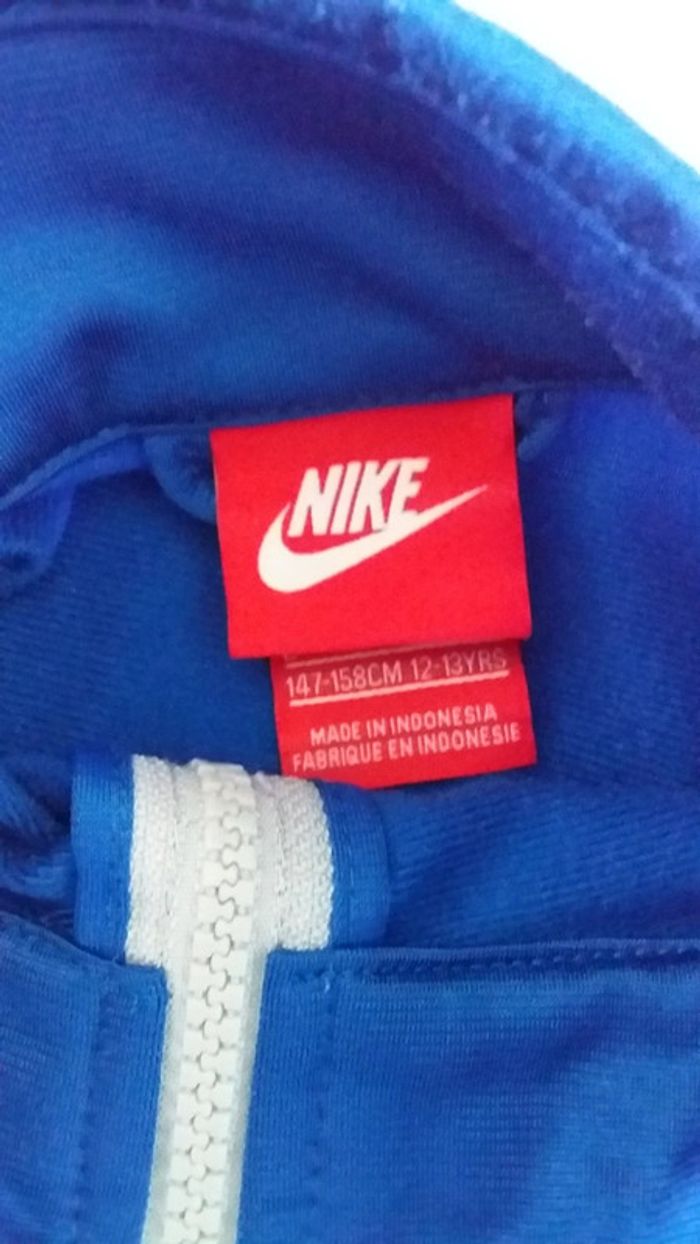 NIKE
147-158CM 12-13YRS
MADE IN INDONESIA
FABRIQUE EN INDONESIE